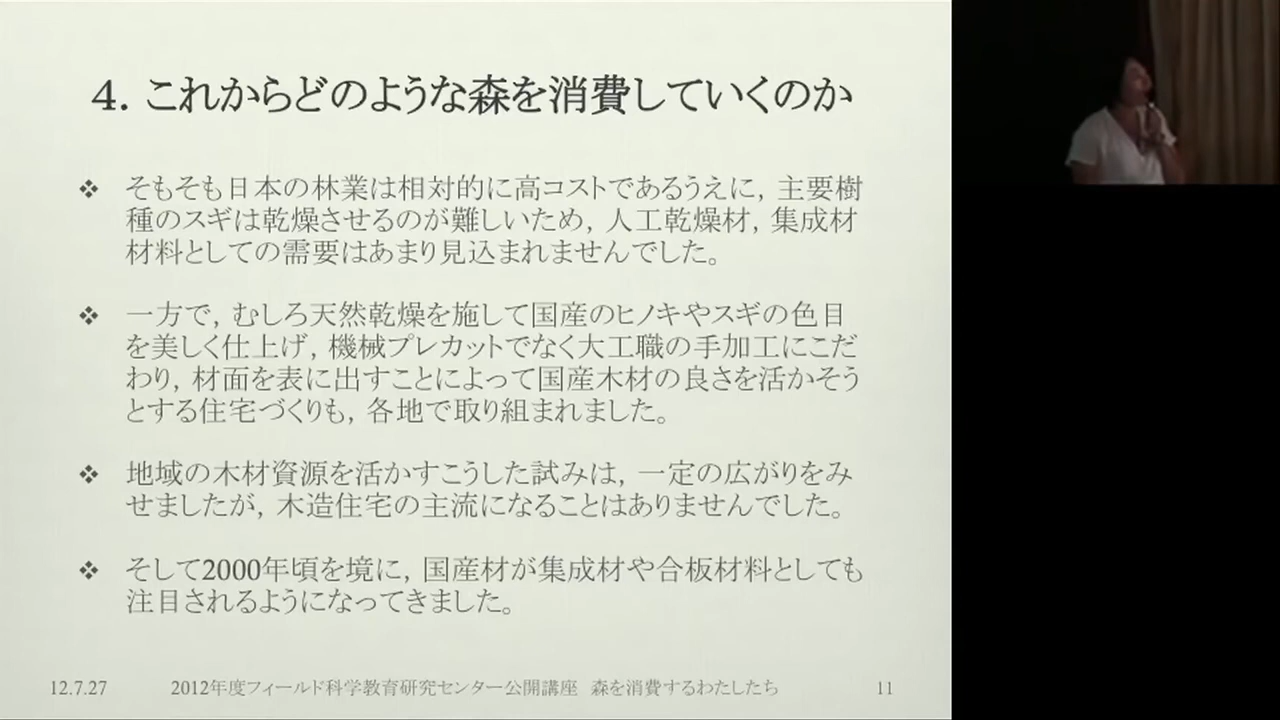 4. これからどのような森を消費していくのか
❖ そもそも日本の林業は相対的に高コストであるうえに, 主要樹
種のスギは乾燥させるのが難しいため, 人工乾燥材, 集成材
材料としての需要はあまり見込まれませんでした。
❖ 一方で, むしろ天然乾燥を施して国産のヒノキやスギの色目
を美しく仕上げ, 機械プレカットでなく大工職の手加工にこだ
わり, 材面を表に出すことによって国産木材の良さを活かそう
とする住宅づくりも, 各地で取り組まれました。
❖ 地域の木材資源を活かすこうした試みは, 一定の広がりをみ
せましたが, 木造住宅の主流になることはありませんでした。
❖ そして2000年頃を境に, 国産材が集成材や合板材料としても
注目されるようになってきました。
12.7.27 2012年度フィールド科学教育研究センター公開講座 森を消費するわたしたち 11